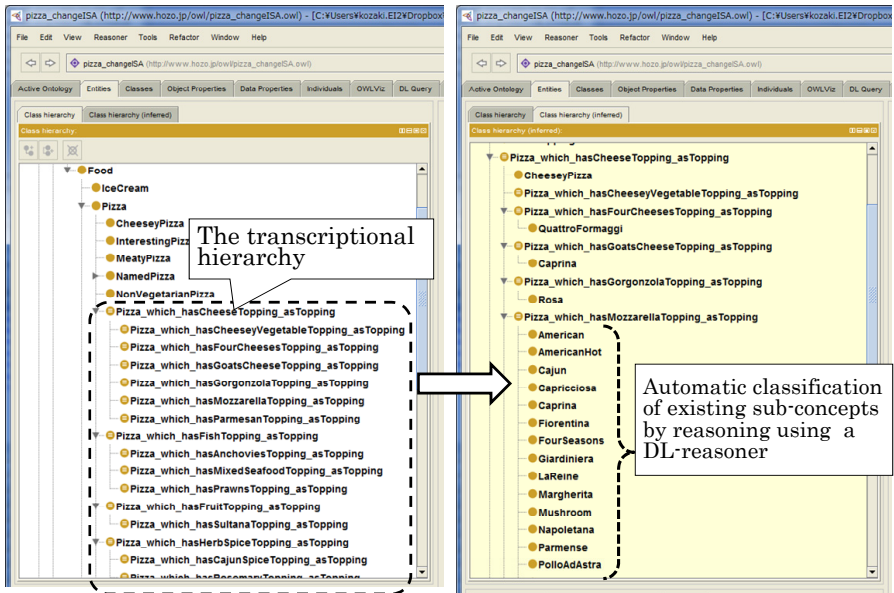 pizza_changeISA (http://www.hozo.jp/owl/pizza_changeISA.owl) - [C:¥Users¥kozaki.EI2¥Dropbox
File Edit View Reasoner Tools Refactor Window Help
pizza_changeISA (http://www.hozo.jp/owl/pizza_changeISA.owl)
Active Ontology Entities Classes Object Properties Data Properties Individuals OWLViz DL Query
Class hierarchy Class hierarchy (inferred)
Class hierarchy:
Food
IceCream
Pizza
CheeseyPizza
MeatyPizza
NamedPizza
NonVegetarianPizza
The transcriptional
hierarchy
Pizza_which_hasCheeseTopping_asTopping
Pizza_which_hasCheeseyVegetableTopping_asTopping
Pizza_which_hasFourCheesesTopping_asTopping
Pizza_which_hasGoatsCheeseTopping_asTopping
Pizza_which_hasGorgonzolaTopping_asTopping
Pizza_which_hasMozzarellaTopping_asTopping
Pizza_which_hasParmesanTopping_asTopping
Pizza_which_hasFishTopping_asTopping
Pizza_which_hasAnchoviesTopping_asTopping
Pizza_which_hasMixedSeafoodTopping_asTopping
Pizza_which_hasPrawnsTopping_asTopping
Pizza_which_hasFruitTopping_asTopping
Pizza_which_hasSultanaTopping_asTopping
Pizza_which_hasHerbSpiceTopping_asTopping
Pizza_which_hasCajunSpiceTopping_asTopping
Pizza_which_hasRosemaryTopping_asTopping
pizza_changeISA (http://www.hozo.jp/owl/pizza_changeISA.owl) - [C:¥Users¥kozaki.EI2¥Dropbox
File Edit View Reasoner Tools Refactor Window Help
pizza_changeISA (http://www.hozo.jp/owl/pizza_changeISA.owl)
Active Ontology Entities Classes Object Properties Data Properties Individuals OWLViz DL Query
Class hierarchy Class hierarchy (inferred)
Class hierarchy (inferred):
Pizza_which_hasCheeseTopping_asTopping
CheeseyPizza
Pizza_which_hasCheeseyVegetableTopping_asTopping
Pizza_which_hasFourCheesesTopping_asTopping
QuattroFormaggi
Pizza_which_hasGoatsCheeseTopping_asTopping
Caprina
Pizza_which_hasGorgonzolaTopping_asTopping
Rosa
Pizza_which_hasMozzarellaTopping_asTopping
American
AmericanHot
Cajun
Capricciosa
Caprina
Fiorentina
FourSeasons
Giardiniera
LaReine
Margherita
Mushroom
Napoletana
Parmense
PolloAdAstra
Automatic classification
of existing sub-concepts
by reasoning using a
DL-reasoner